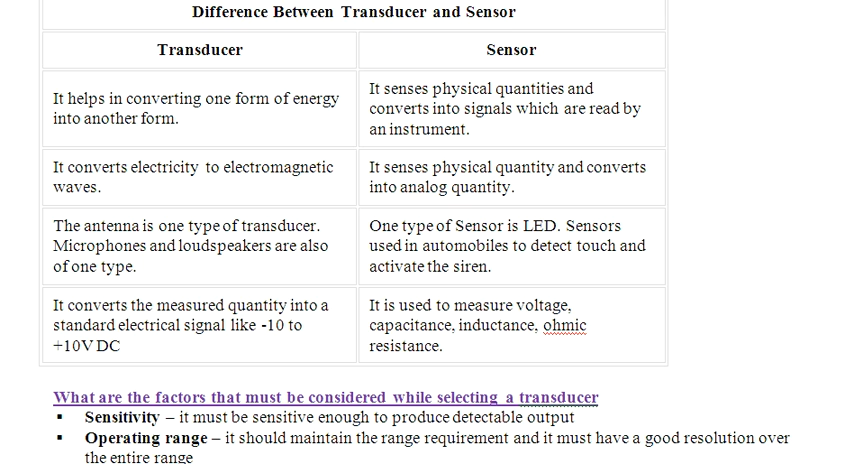 Difference Between Transducer and Sensor
Transducer
Sensor
It helps in converting one form of energy
into another form.
It senses physical quantities and
converts into signals which are read by
an instrument.
It converts electricity to electromagnetic
waves.
It senses physical quantity and converts
into analog quantity.
The antenna is one type of transducer.
Microphones and loudspeakers are also
of one type.
One type of Sensor is LED. Sensors
used in automobiles to detect touch and
activate the siren.
It converts the measured quantity into a
standard electrical signal like -10 to
+10V DC
It is used to measure voltage,
capacitance, inductance, ohmic
resistance.
What are the factors that must be considered while selecting a transducer
▪ Sensitivity – it must be sensitive enough to produce detectable output
▪ Operating range – it should maintain the range requirement and it must have a good resolution over
the entire range